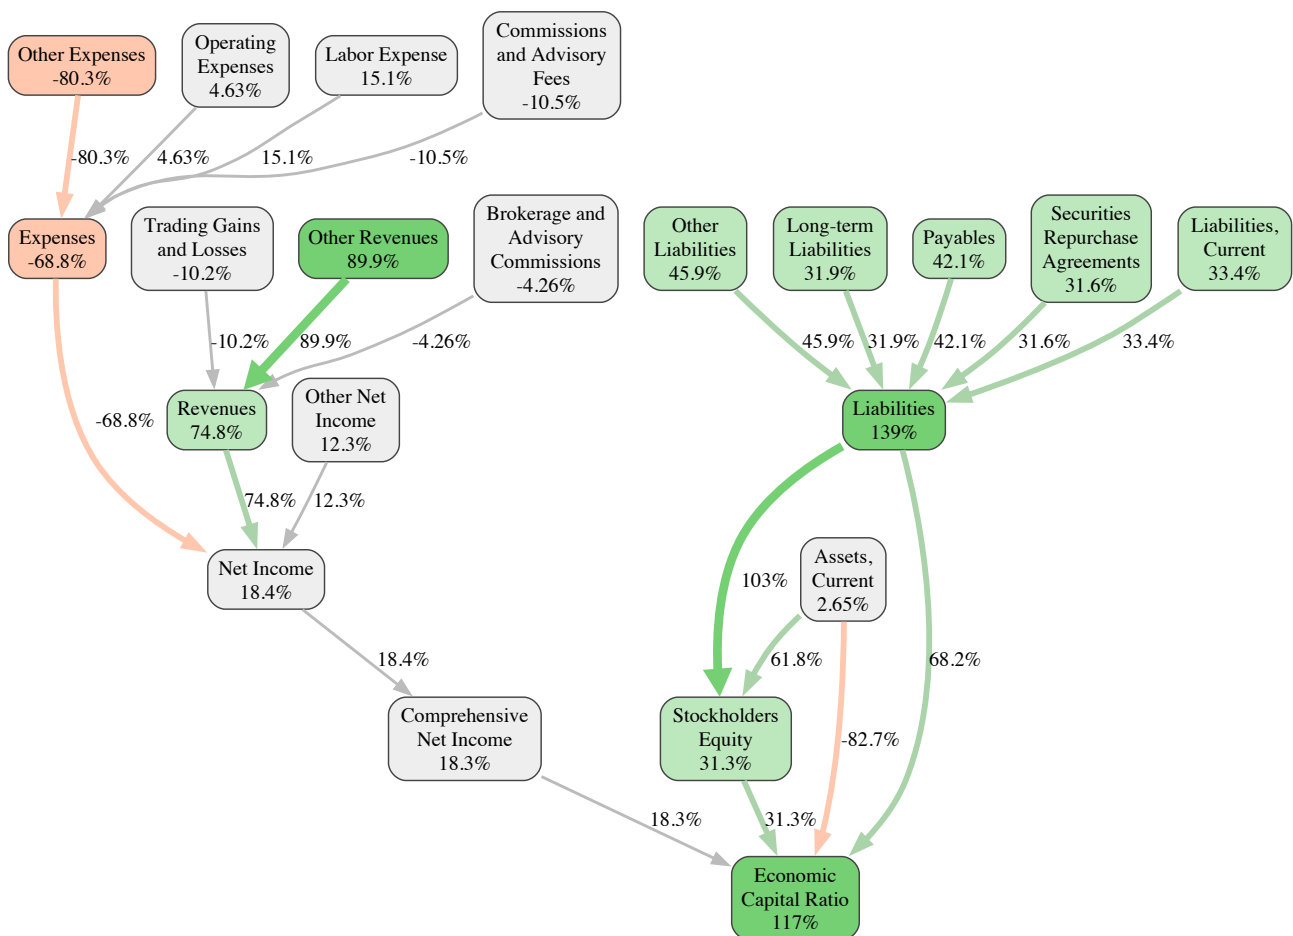 Other Expenses
-80.3%
Operating
Expenses
4.63%
Labor Expense
15.1%
Commissions
and Advisory
Fees
-10.5%
-80.3%
4.63%
15.1%
-10.5%
Expenses
-68.8%
Trading Gains
and Losses
-10.2%
Other Revenues
89.9%
Brokerage and
Advisory
Commissions
-4.26%
Other
Liabilities
45.9%
Long-term
Liabilities
31.9%
Payables
42.1%
Securities
Repurchase
Agreements
31.6%
Liabilities,
Current
33.4%
-10.2%
89.9%
-4.26%
45.9%
31.9%
42.1%
31.6%
33.4%
-68.8%
Revenues
74.8%
Other Net
Income
12.3%
Liabilities
139%
74.8%
12.3%
Net Income
18.4%
103%
Assets,
Current
2.65%
18.4%
61.8%
68.2%
Comprehensive
Net Income
18.3%
Stockholders
Equity
31.3%
-82.7%
18.3%
31.3%
Economic
Capital Ratio
117%